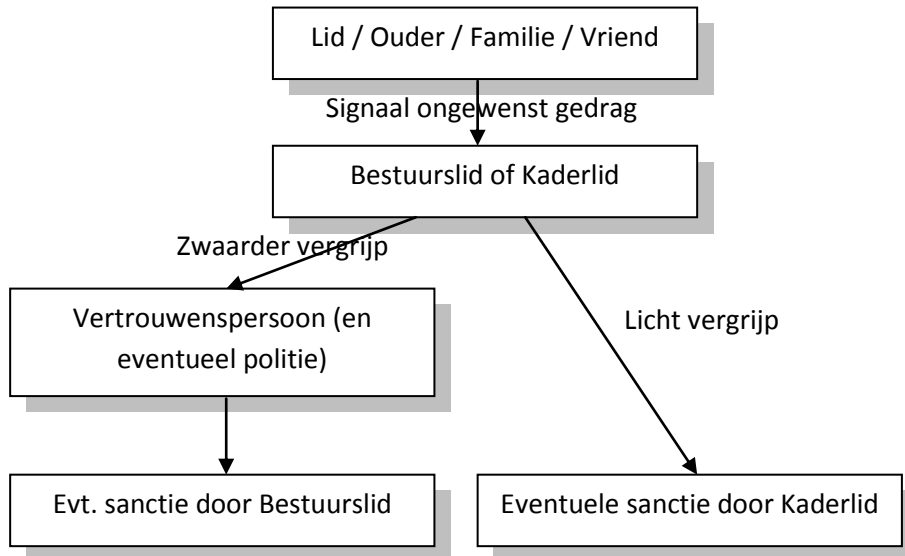 Lid / Ouder / Familie / Vriend
Signaal ongewenst gedrag
Bestuurslid of Kaderlid
Zwaarder vergrijp
Licht vergrijp
Vertrouwenspersoon (en
eventueel politie)
Evt. sanctie door Bestuurslid
Eventuele sanctie door Kaderlid